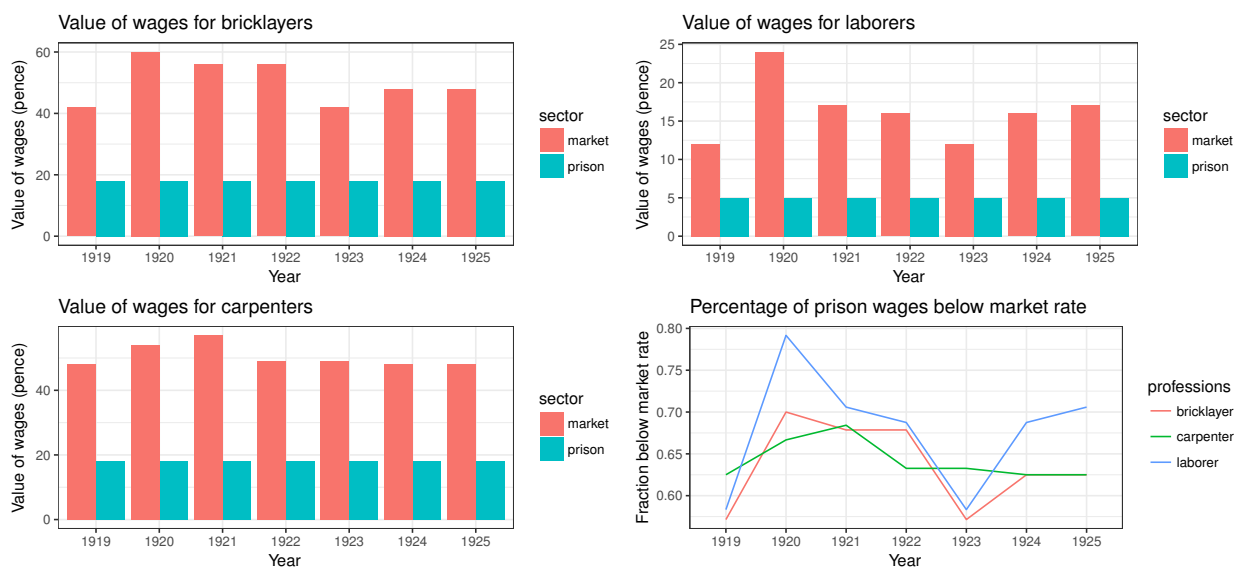 Value of wages for bricklayers
Value of wages (pence)
60
40
20
0
1919 1920 1921 1922 1923 1924 1925
Year
sector
market
prison
Value of wages for laborers
Value of wages (pence)
25
20
15
10
5
0
1919 1920 1921 1922 1923 1924 1925
Year
sector
market
prison
Value of wages for carpenters
Value of wages (pence)
40
20
0
1919 1920 1921 1922 1923 1924 1925
Year
sector
market
prison
Percentage of prison wages below market rate
Fraction below market rate
0.80
0.75
0.70
0.65
0.60
1919 1920 1921 1922 1923 1924 1925
Year
professions
bricklayer
carpenter
laborer